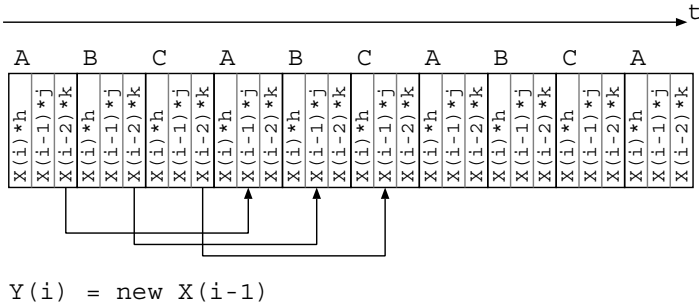 t
A B C A B C A B C A
X(i)*h
X(i-1)*j
X(i-2)*k
X(i)*h
X(i-1)*j
X(i-2)*k
X(i)*h
X(i-1)*j
X(i-2)*k
X(i)*h
X(i-1)*j
X(i-2)*k
X(i)*h
X(i-1)*j
X(i-2)*k
X(i)*h
X(i-1)*j
X(i-2)*k
X(i)*h
X(i-1)*j
X(i-2)*k
X(i)*h
X(i-1)*j
X(i-2)*k
X(i)*h
X(i-1)*j
X(i-2)*k
X(i)*h
X(i-1)*j
X(i-2)*k
Y(i) = new X(i-1)